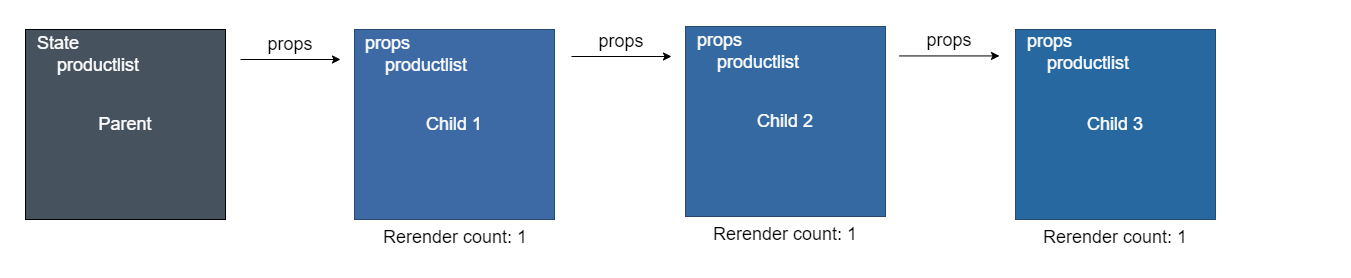 State
productlist
Parent
props
props
productlist
Child 1
Rerender count: 1
props
props
productlist
Child 2
Rerender count: 1
props
props
productlist
Child 3
Rerender count: 1